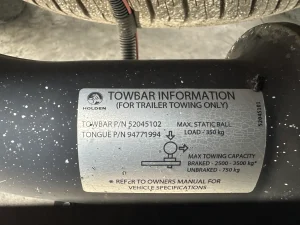 HOLDEN
TOWBAR INFORMATION
(FOR TRAILER TOWING ONLY)
TOWBAR P/N 52045102
TONGUE P/N 94771994
MAX. STATIC BALL
LOAD - 350 kg
MAX TOWING CAPACITY
BRAKED - 2500 - 3500 kg*
UNBRAKED - 750 kg
* REFER TO OWNERS MANUAL FOR
VEHICLE SPECIFICATIONS
52045101